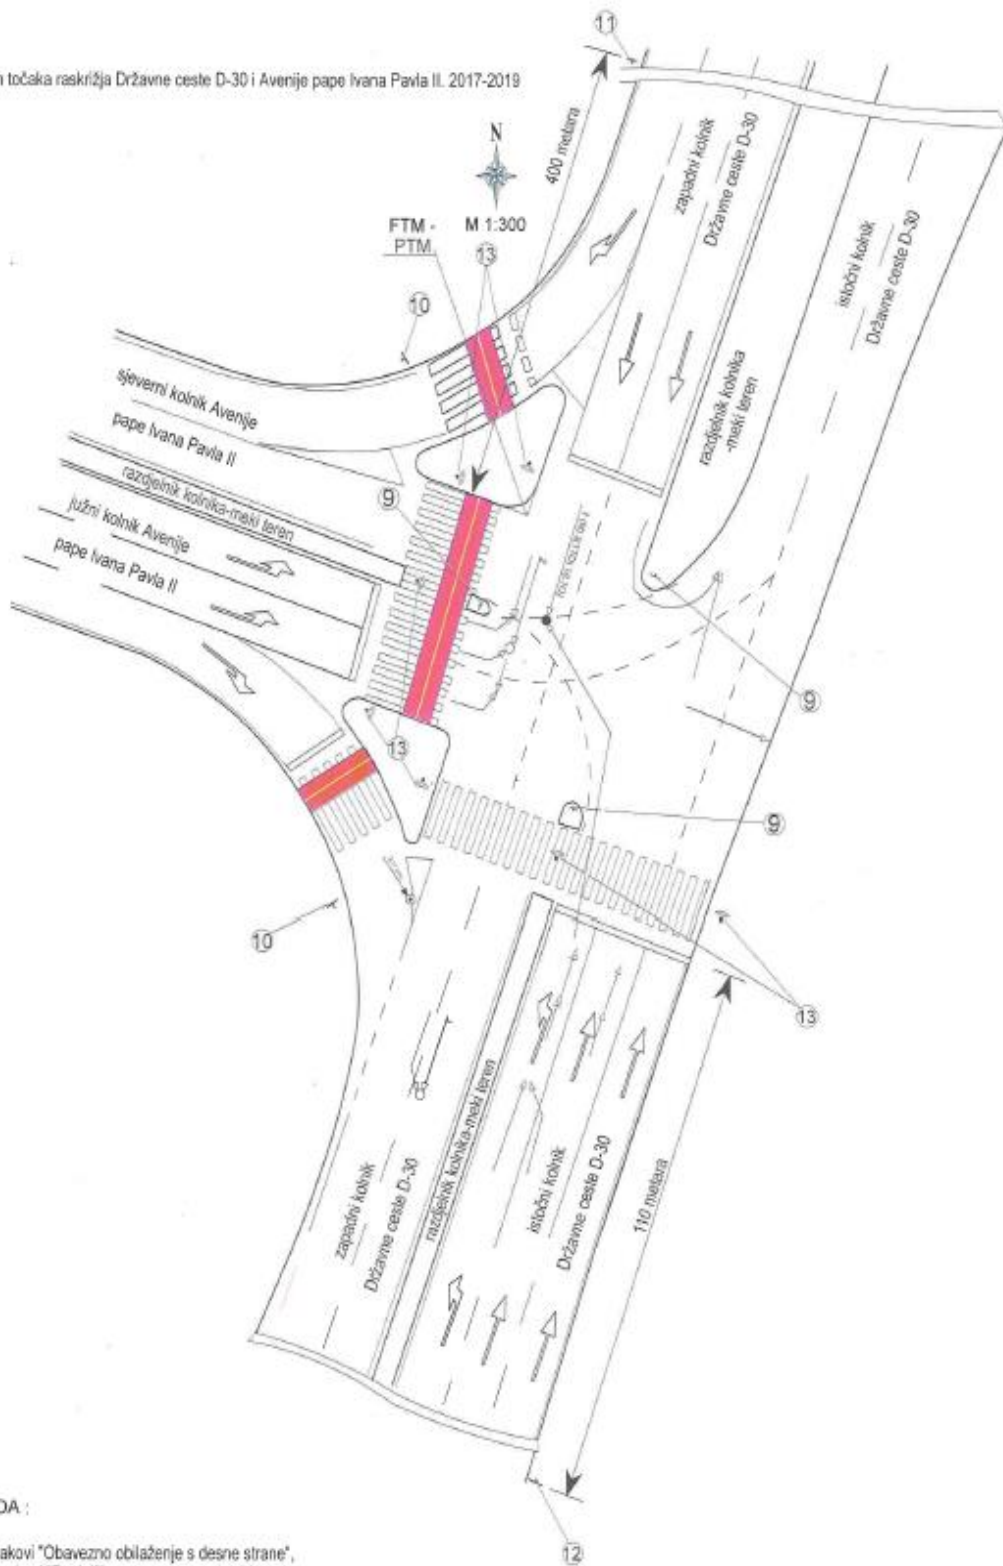 n točaka raskrižja Državne ceste D-30 i Avenije pape Ivana Pavla II. 2017-2019
11
N
400 metara
zapadni kolnik
Državne ceste D-30
FTM -
PTM
M 1:300
13
istočni kolnik
Državne ceste D-30
10
razdjelnik kolnika
-meki teren
sjeverni kolnik Avenije
pape Ivana Pavla II
razdjelnik kolnika-meki teren
9
južni kolnik Avenije
pape Ivana Pavla II
9
13
9
10
13
zapadni kolnik
Državne ceste D-30
razdjelnik kolnika-meki teren
istočni kolnik
Državne ceste D-30
110 metara
DA :
akovi "Obavezno obilaženje s desne strane",
12